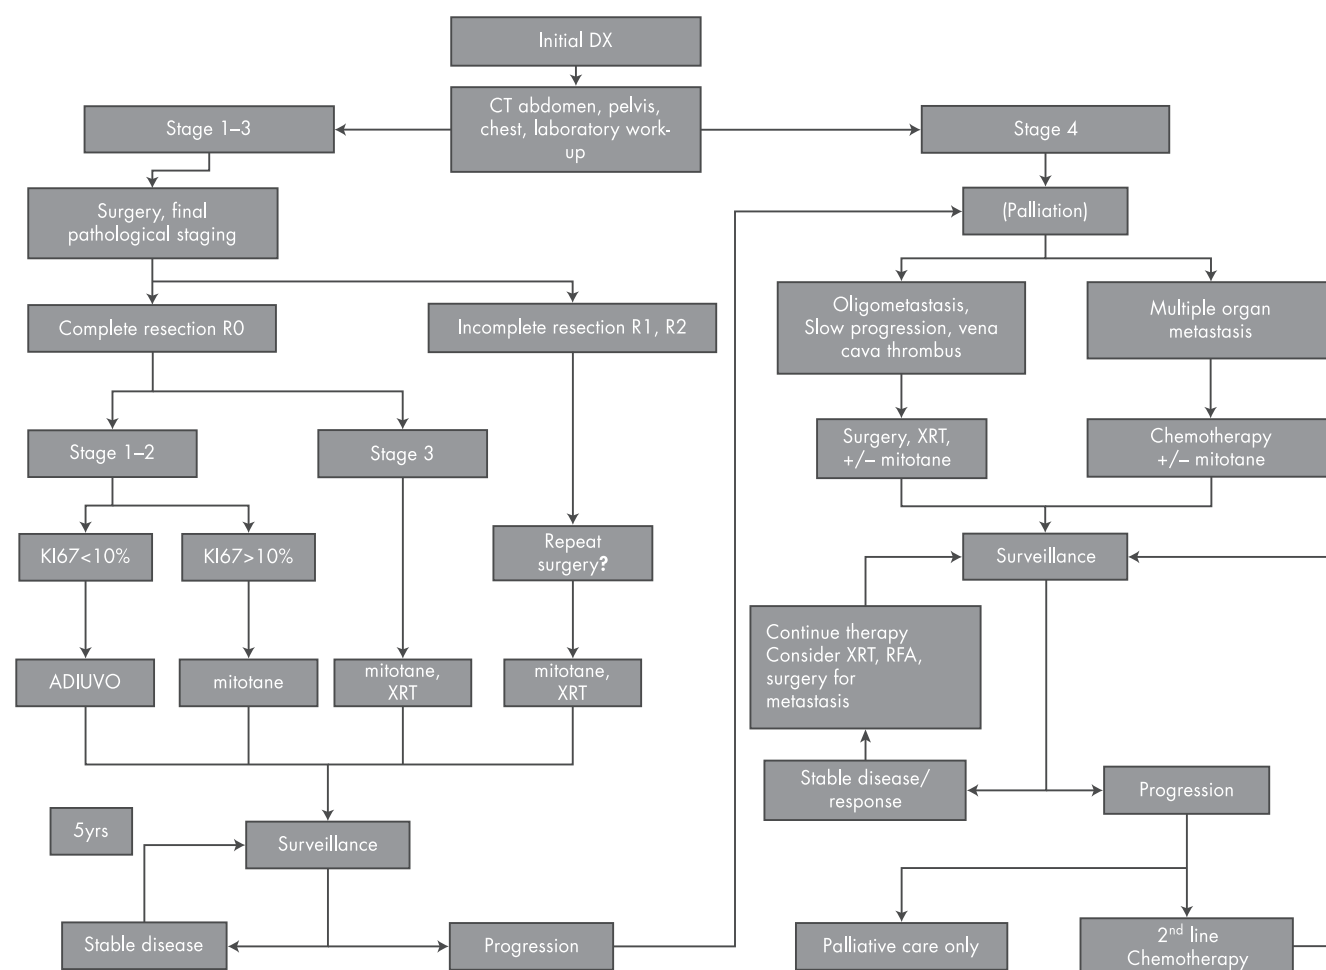 Initial DX
CT abdomen, pelvis,
chest, laboratory work-
up
Stage 1–3
Stage 4
Surgery, final
pathological staging
(Palliation)
Complete resection R0
Incomplete resection R1, R2
Oligometastasis,
Slow progression, vena
cava thrombus
Multiple organ
metastasis
Stage 1–2
Stage 3
Surgery, XRT,
+/– mitotane
Chemotherapy
+/– mitotane
KI67<10%
KI67>10%
Repeat
surgery?
Surveillance
Continue therapy
Consider XRT, RFA,
surgery for
metastasis
ADIUVO
mitotane
mitotane,
XRT
mitotane,
XRT
Stable disease/
response
Progression
5yrs
Surveillance
Stable disease
Progression
Palliative care only
2nd line
Chemotherapy